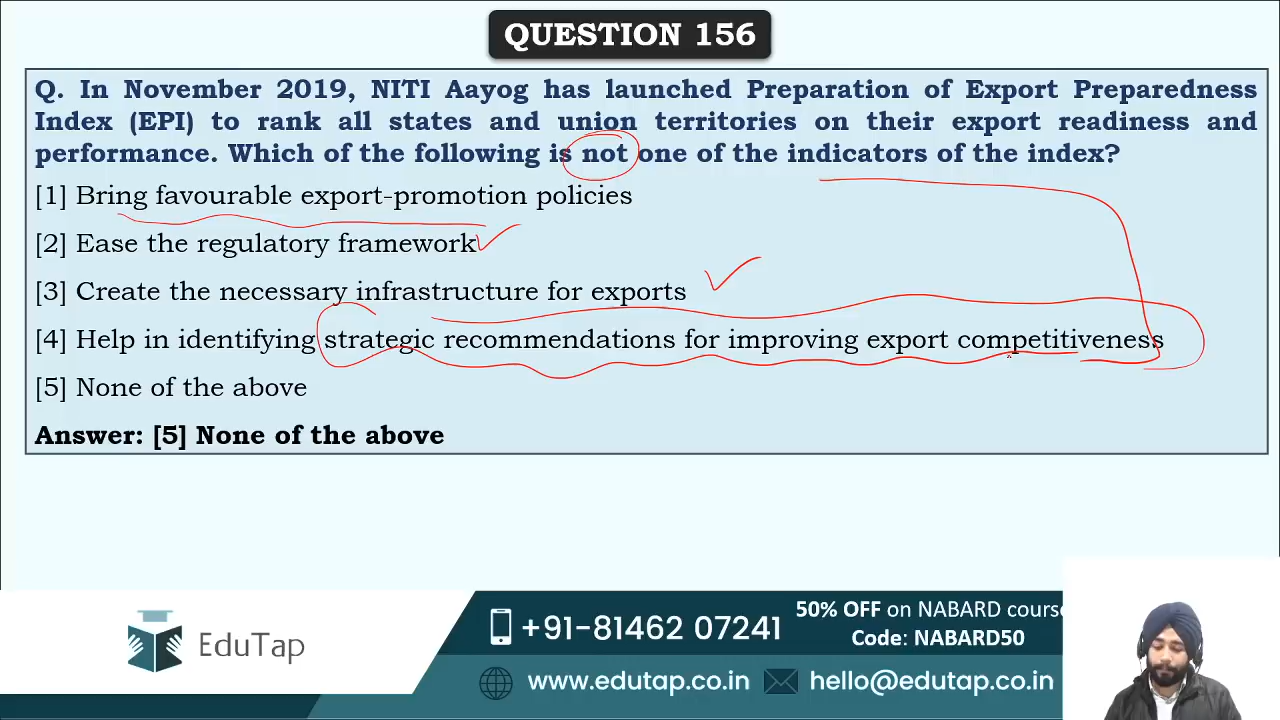 QUESTION 156
Q. In November 2019, NITI Aayog has launched Preparation of Export Preparedness
Index (EPI) to rank all states and union territories on their export readiness and
performance. Which of the following is not one of the indicators of the index?
[1] Bring favourable export-promotion policies
[2] Ease the regulatory framework
[3] Create the necessary infrastructure for exports
[4] Help in identifying strategic recommendations for improving export competitiveness
[5] None of the above
Answer: [5] None of the above
EduTap
+91-81462 07241
50% OFF on NABARD course
Code: NABARD50
www.edutap.co.in
hello@edutap.co.in